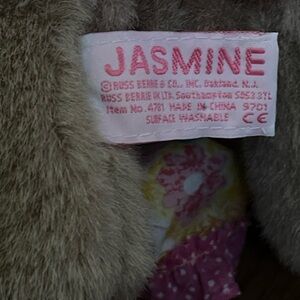 JASMINE
© RUSS BERRIE & CO., INC. Oakland, N.J.
RUSS BERRIE UK LTD. Southampton SO53 3YL
Item No. 4781 MADE IN CHINA 9701
SURFACE WASHABLE CE